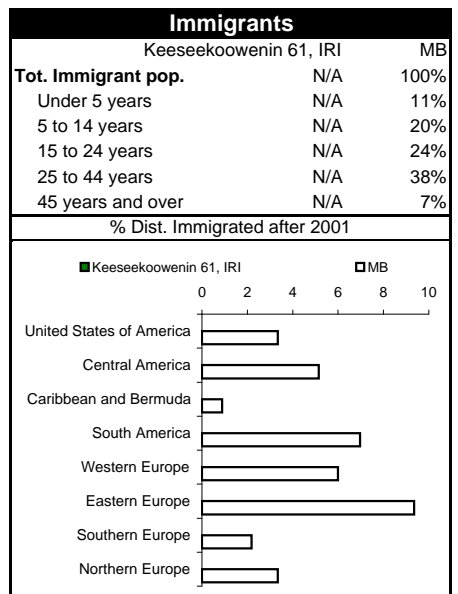 Immigrants
Keeseekoowenin 61, IRI MB
Tot. Immigrant pop. N/A 100%
Under 5 years N/A 11%
5 to 14 years N/A 20%
15 to 24 years N/A 24%
25 to 44 years N/A 38%
45 years and over N/A 7%
% Dist. Immigrated after 2001
Keeseekoowenin 61, IRI MB
0 2 4 6 8 10
United States of America
Central America
Caribbean and Bermuda
South America
Western Europe
Eastern Europe
Southern Europe
Northern Europe